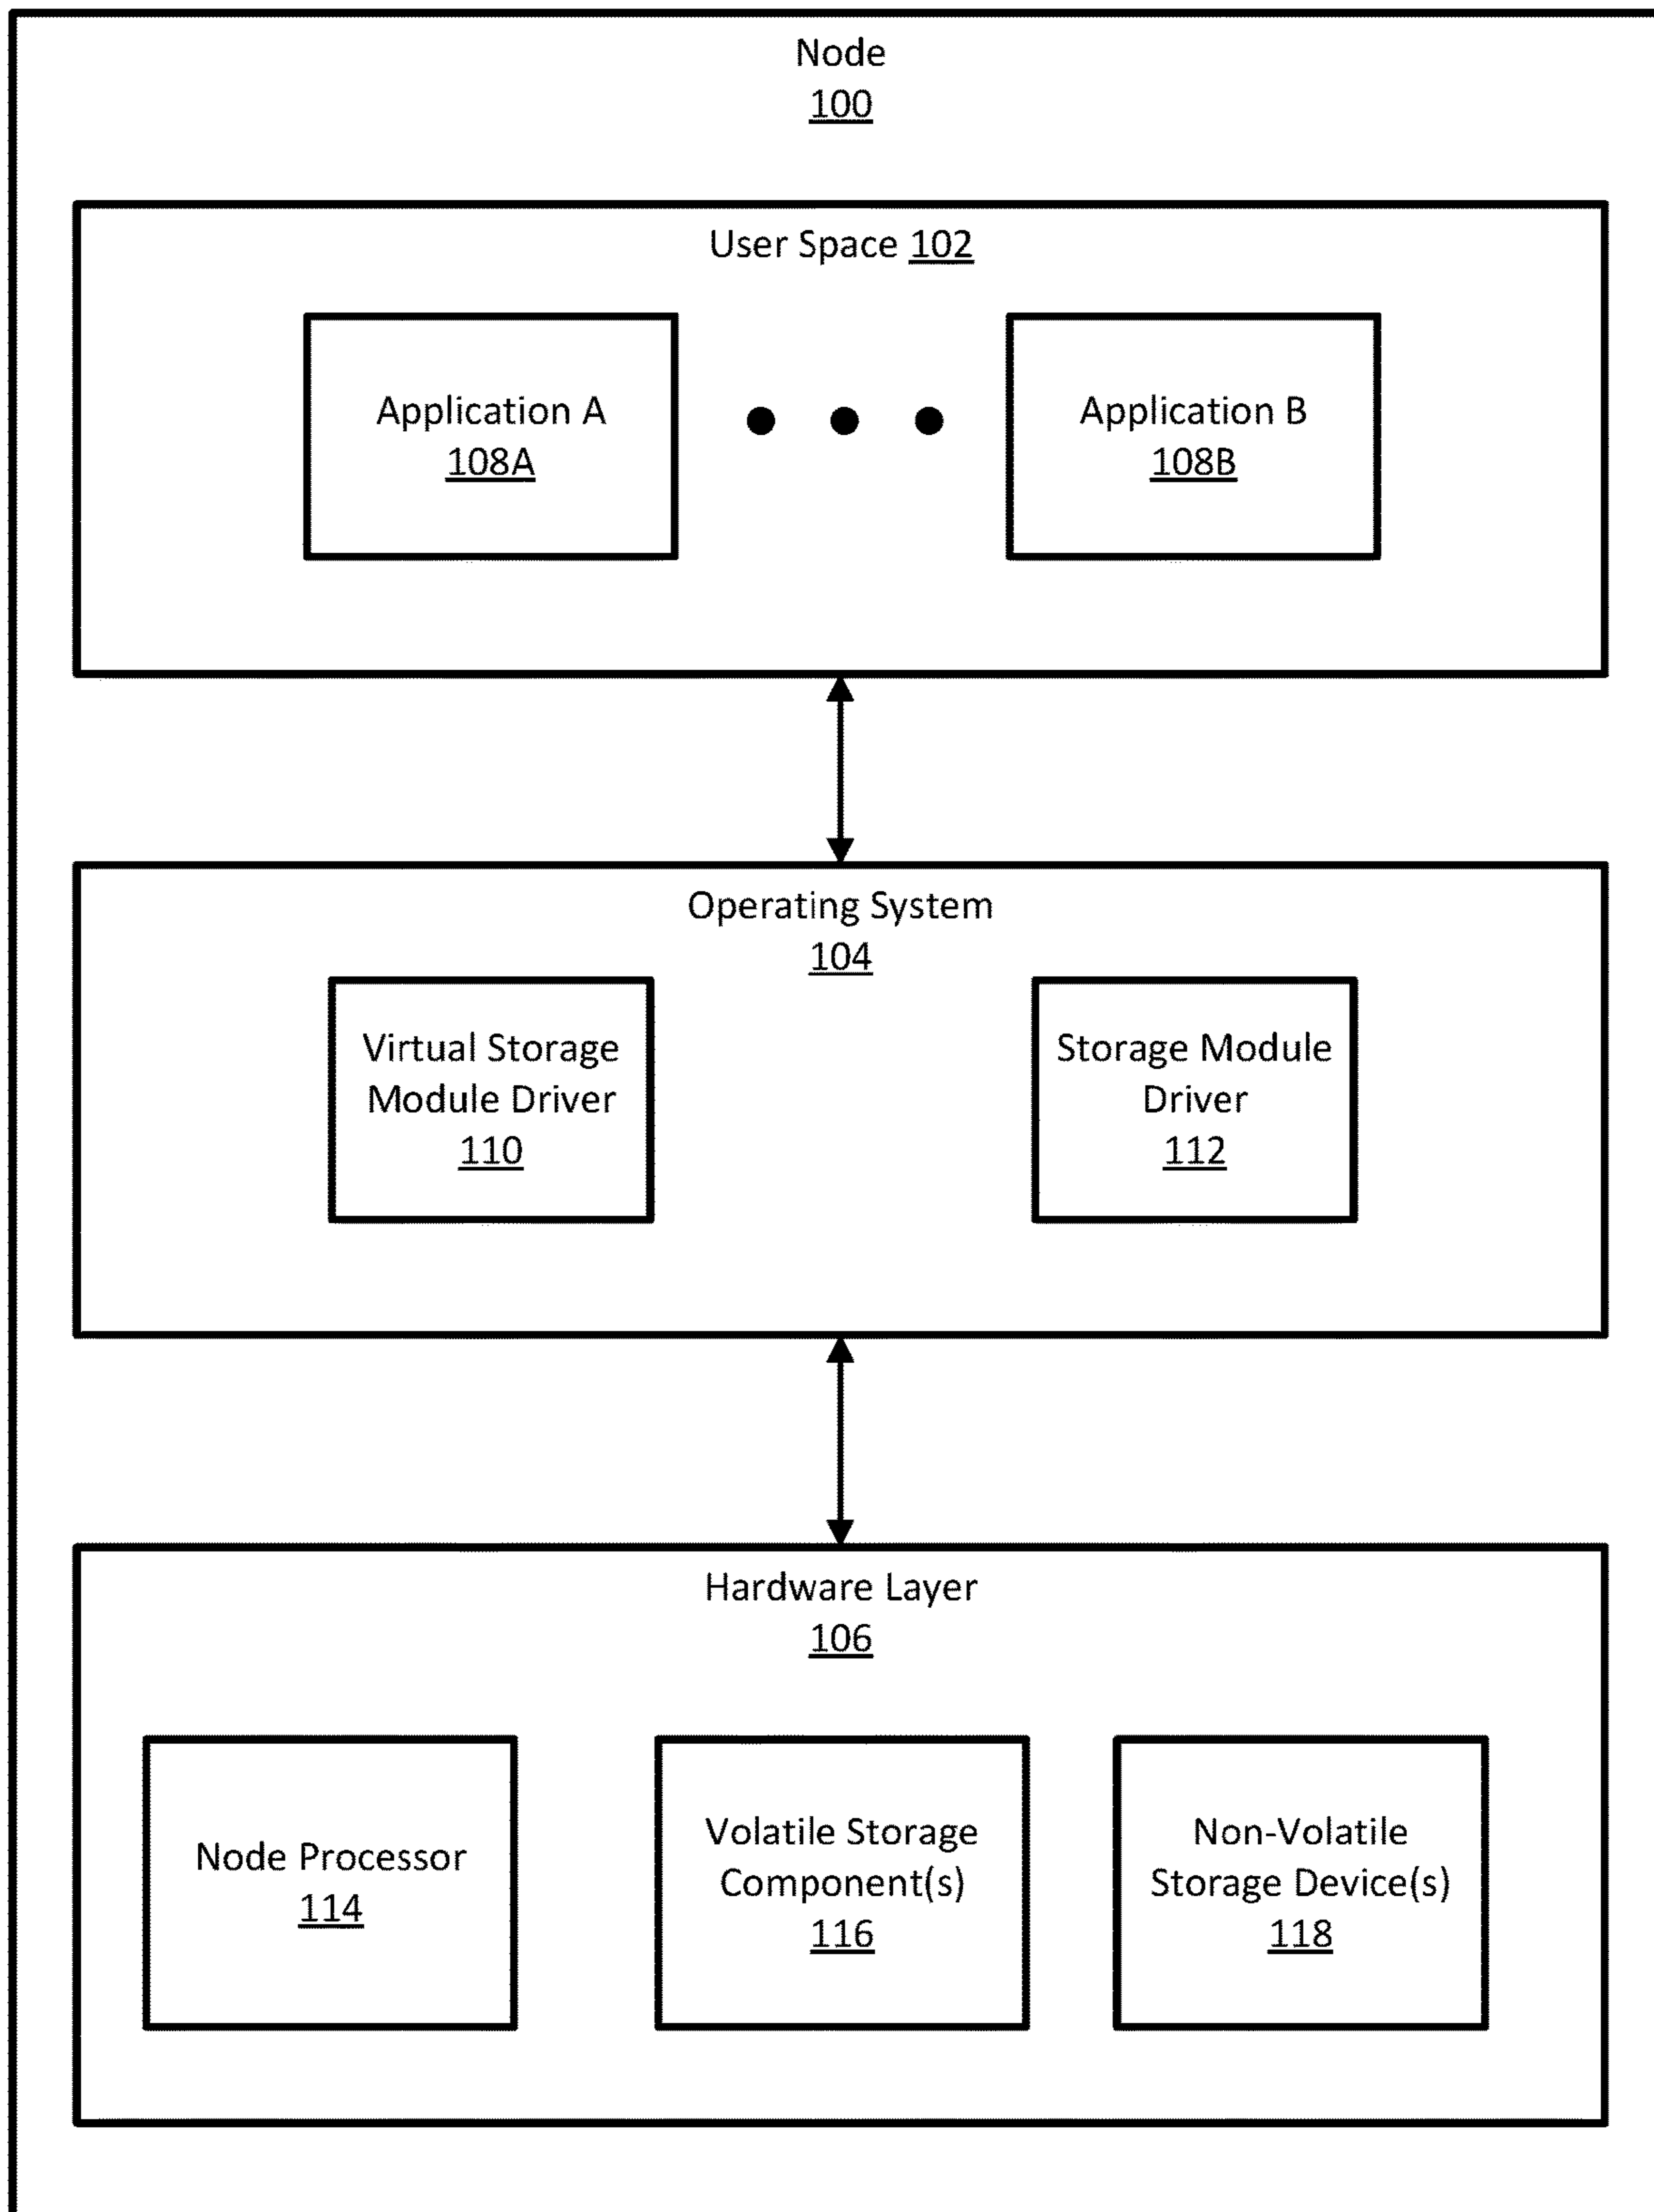 Node
100
User Space 102
Application A
108A
Application B
108B
Operating System
104
Virtual Storage
Module Driver
110
Storage Module
Driver
112
Hardware Layer
106
Node Processor
114
Volatile Storage
Component(s)
116
Non-Volatile
Storage Device(s)
118